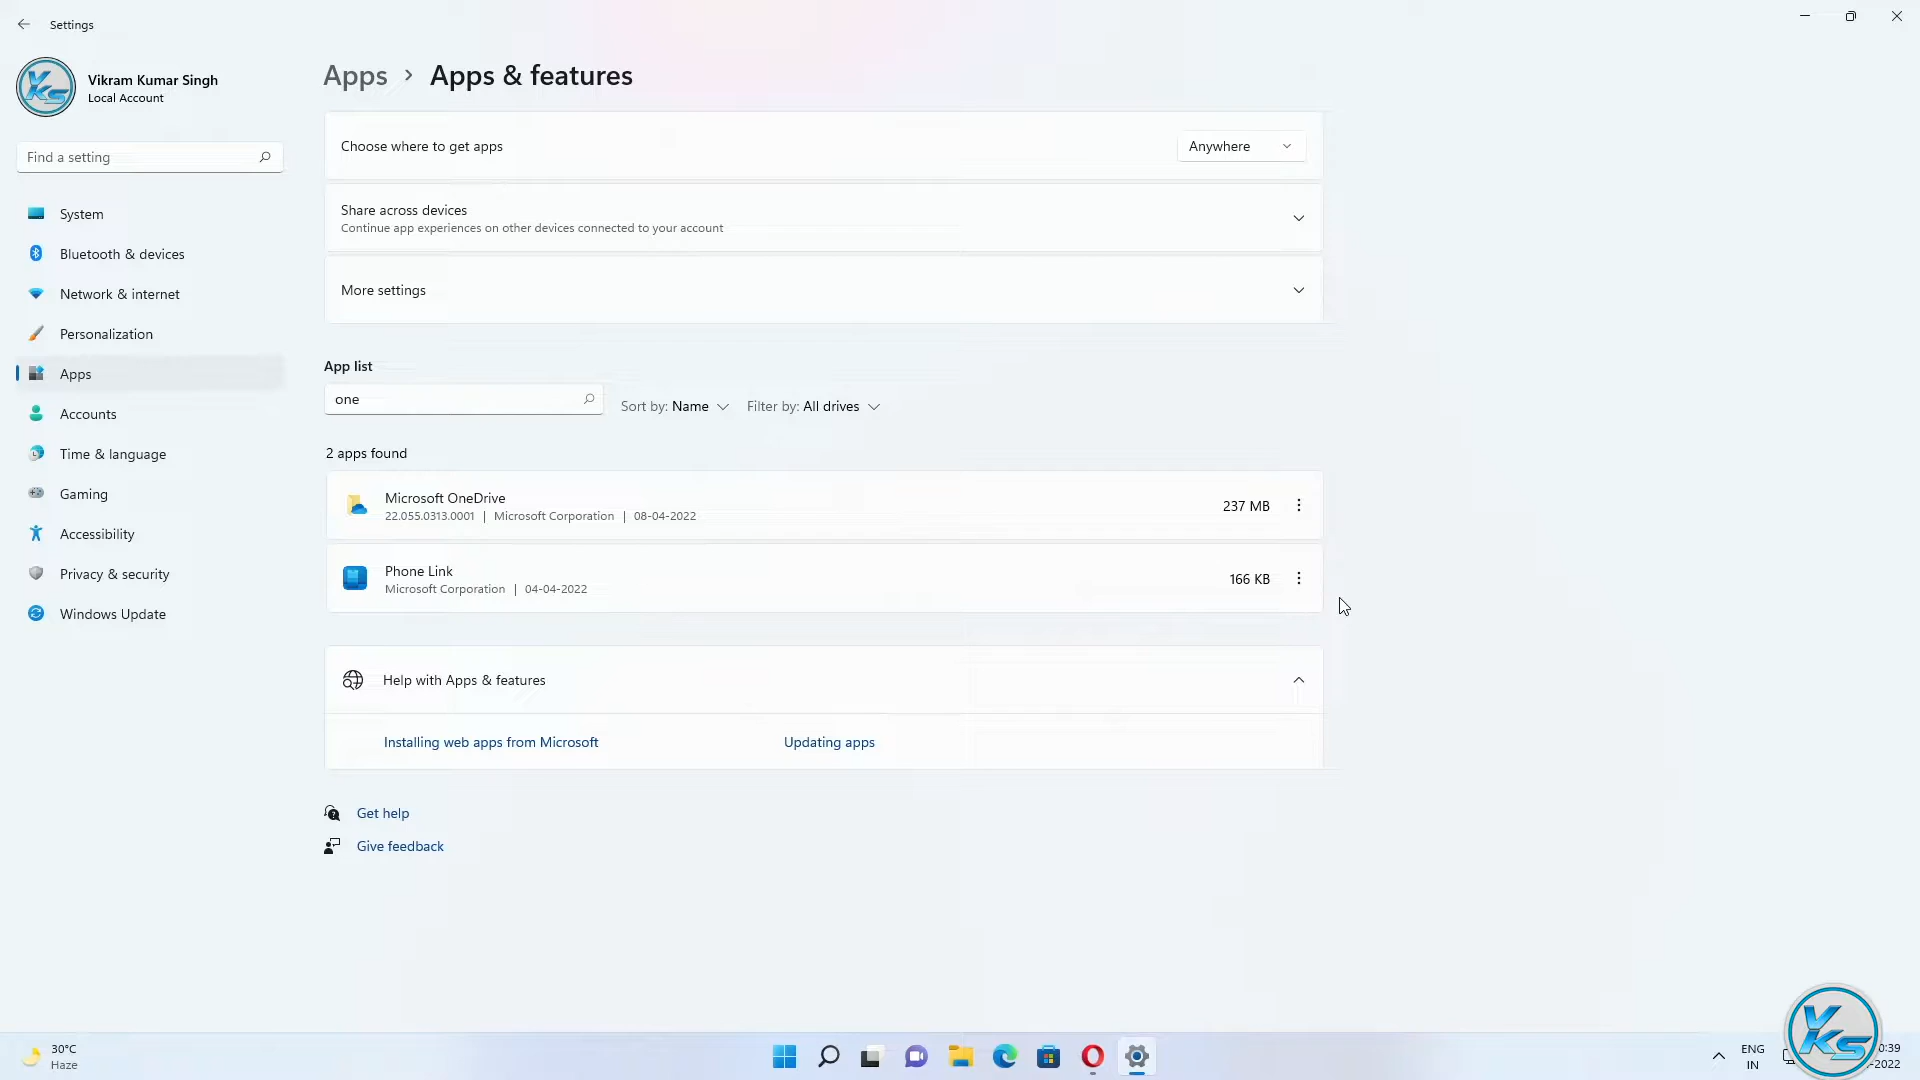 Settings
Vikram Kumar Singh
Local Account
Find a setting
System
Bluetooth & devices
Network & internet
Personalization
Apps
Accounts
Time & language
Gaming
Accessibility
Privacy & security
Windows Update
Apps > Apps & features
Choose where to get apps
Anywhere
Share across devices
Continue app experiences on other devices connected to your account
More settings
App list
one
Sort by: Name
Filter by: All drives
2 apps found
Microsoft OneDrive
22.055.0313.0001 | Microsoft Corporation | 08-04-2022
237 MB
Phone Link
Microsoft Corporation | 04-04-2022
166 KB
Help with Apps & features
Installing web apps from Microsoft
Updating apps
Get help
Give feedback
30°C
Haze
ENG
IN
0:39
-2022
VKS